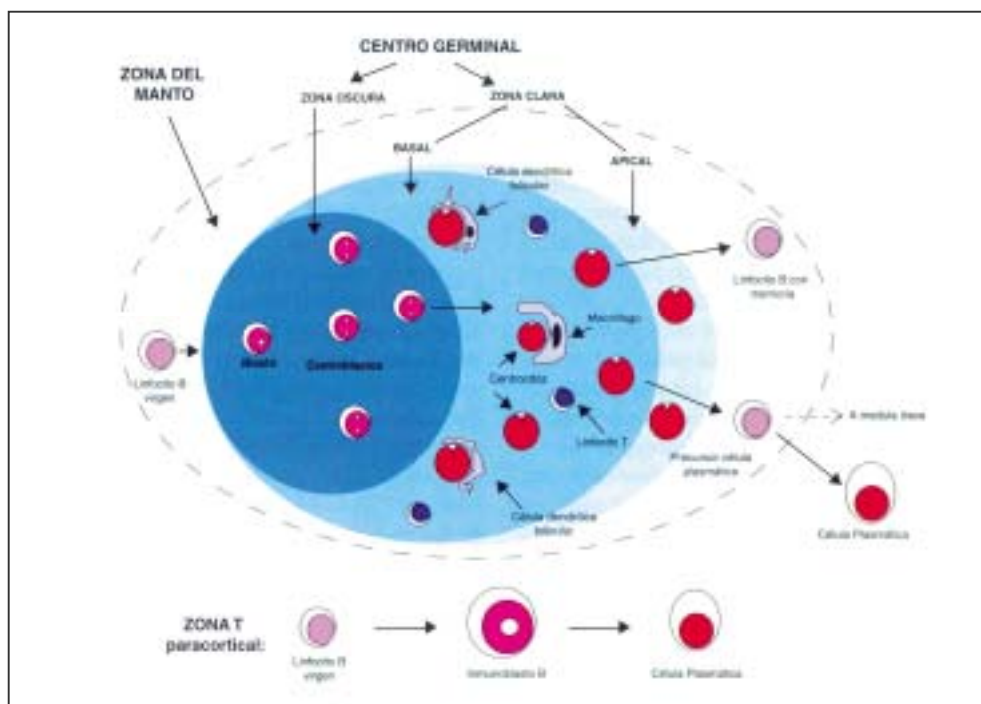 CENTRO GERMINAL
ZONA DEL
MANTO
ZONA OSCURA
ZONA CLARA
BASAL
APICAL
Célula dendrítica
folicular
Linfocito B con
memoria
Macrófago
Linfocito B
virgen
Centroblastos
Centrocitos
Linfocito T
A médula ósea
Precursor célula
plasmática
Célula dendrítica
folicular
Célula Plasmática
ZONA T
paracortical:
Linfocito B
virgen
Inmunoblasto B
Célula Plasmática